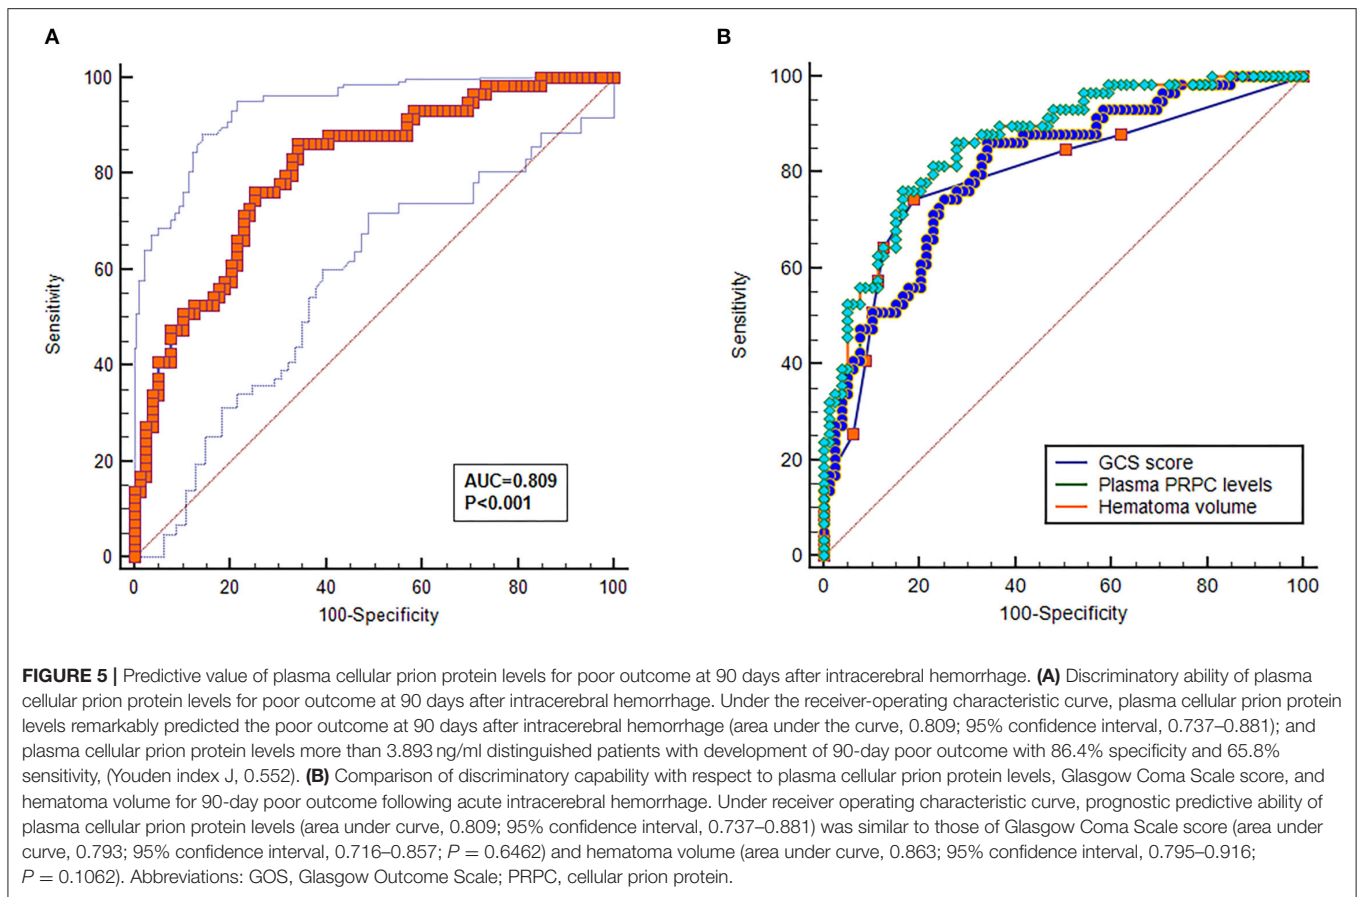 A
100
80
60
40
20
0
Sensitivity
AUC=0.809
P<0.001
0 20 40 60 80 100
100-Specificity
B
100
80
60
40
20
0
Sensitivity
GCS score
Plasma PRPC levels
Hematoma volume
0 20 40 60 80 100
100-Specificity
FIGURE 5 | Predictive value of plasma cellular prion protein levels for poor outcome at 90 days after intracerebral hemorrhage. (A) Discriminatory ability of plasma
cellular prion protein levels for poor outcome at 90 days after intracerebral hemorrhage. Under the receiver-operating characteristic curve, plasma cellular prion protein
levels remarkably predicted the poor outcome at 90 days after intracerebral hemorrhage (area under the curve, 0.809; 95% confidence interval, 0.737–0.881); and
plasma cellular prion protein levels more than 3.893 ng/ml distinguished patients with development of 90-day poor outcome with 86.4% specificity and 65.8%
sensitivity, (Youden index J, 0.552). (B) Comparison of discriminatory capability with respect to plasma cellular prion protein levels, Glasgow Coma Scale score, and
hematoma volume for 90-day poor outcome following acute intracerebral hemorrhage. Under receiver operating characteristic curve, prognostic predictive ability of
plasma cellular prion protein levels (area under curve, 0.809; 95% confidence interval, 0.737–0.881) was similar to those of Glasgow Coma Scale score (area under
curve, 0.793; 95% confidence interval, 0.716–0.857; P = 0.6462) and hematoma volume (area under curve, 0.863; 95% confidence interval, 0.795–0.916;
P = 0.1062). Abbreviations: GOS, Glasgow Outcome Scale; PRPC, cellular prion protein.